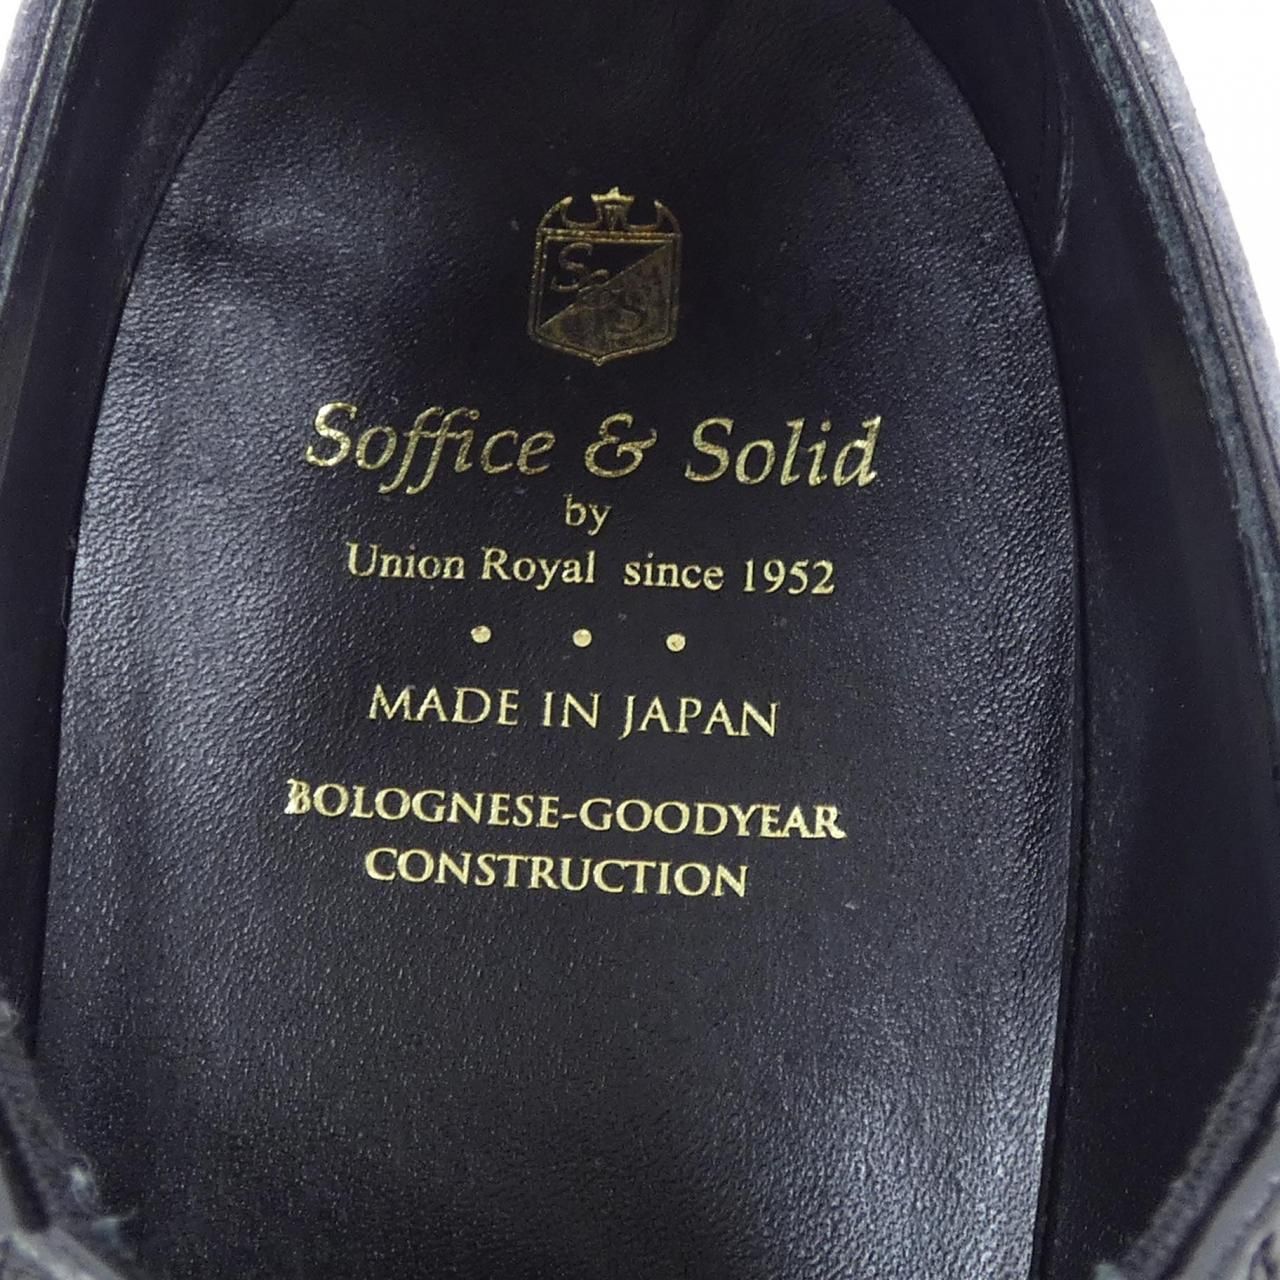 S
&
S
Soffice & Solid
by
Union Royal since 1952
MADE IN JAPAN
BOLOGNESE-GOODYEAR
CONSTRUCTION